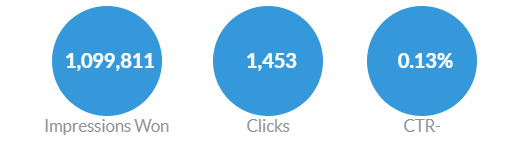 1,099,811
1,453
0.13%
Impressions Won
Clicks
CTR-